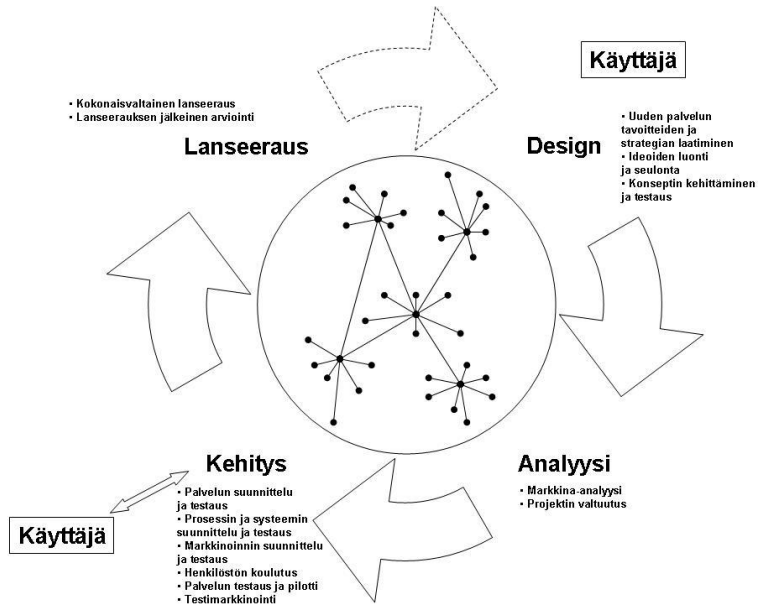 Käyttäjä
▪ Kokonaisvaltainen lanseeraus
▪ Lanseerauksen jälkeinen arviointi
Lanseeraus
Design
▪ Uuden palvelun
tavoitteiden ja
strategian laatiminen
▪ Ideoiden luonti
ja seulonta
▪ Konseptin kehittäminen
ja testaus
Kehitys
▪ Palvelun suunnittelu
ja testaus
▪ Prosessin ja systeemin
suunnittelu ja testaus
▪ Markkinoinnin suunnittelu
ja testaus
▪ Henkilöstön koulutus
▪ Palvelun testaus ja pilotti
▪ Testimarkkinointi
Analyysi
▪ Markkina-analyysi
▪ Projektin valtuutus
Käyttäjä